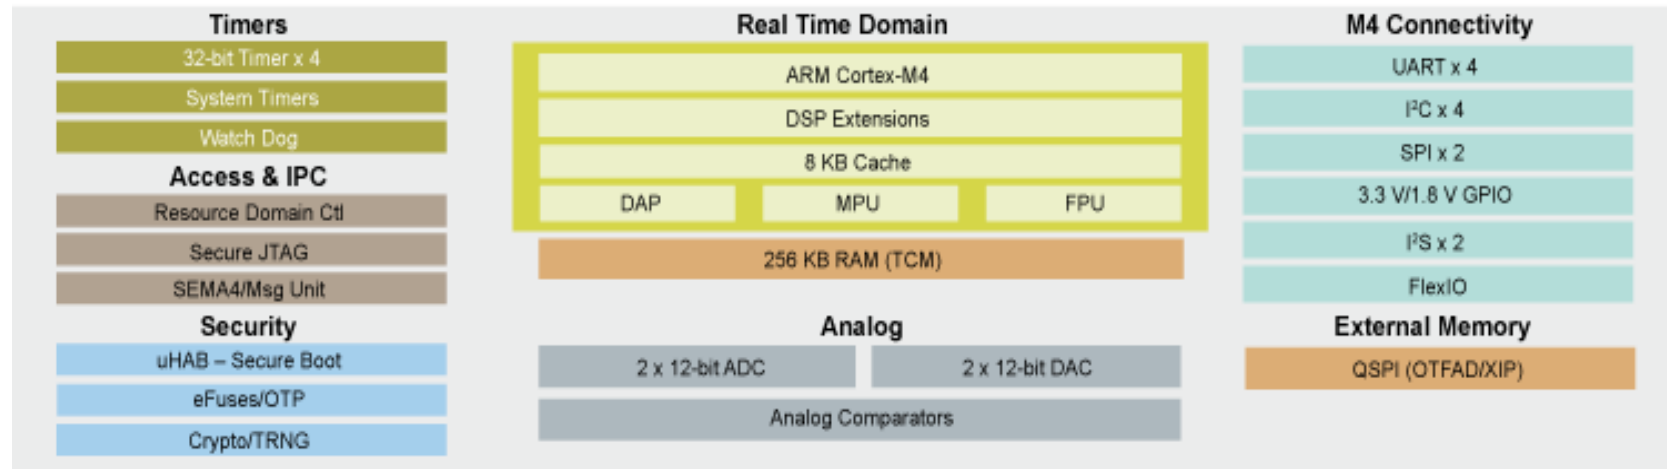 Timers
32-bit Timer x 4
System Timers
Watch Dog
Access & IPC
Resource Domain Ctl
Secure JTAG
SEMA4/Msg Unit
Security
uHAB – Secure Boot
eFuses/OTP
Crypto/TRNG
Real Time Domain
ARM Cortex-M4
DSP Extensions
8 KB Cache
DAP
MPU
FPU
256 KB RAM (TCM)
Analog
2 x 12-bit ADC
2 x 12-bit DAC
Analog Comparators
M4 Connectivity
UART x 4
I²C x 4
SPI x 2
3.3 V/1.8 V GPIO
I²S x 2
FlexIO
External Memory
QSPI (OTFAD/XIP)